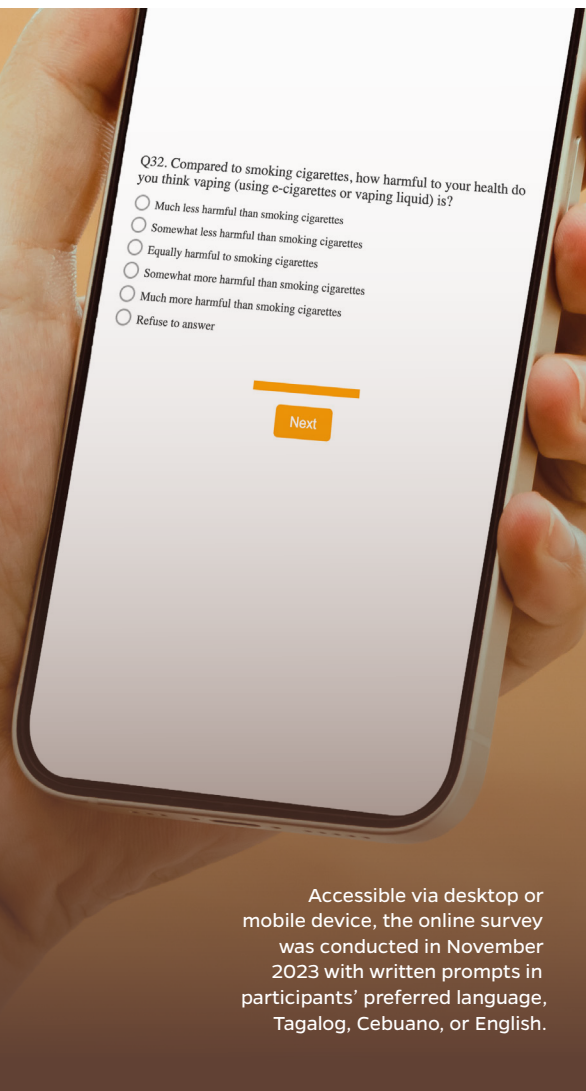 Q32. Compared to smoking cigarettes, how harmful to your health do
you think vaping (using e-cigarettes or vaping liquid) is?
Much less harmful than smoking cigarettes
Somewhat less harmful than smoking cigarettes
Equally harmful to smoking cigarettes
Somewhat more harmful than smoking cigarettes
Much more harmful than smoking cigarettes
Refuse to answer
Next
Accessible via desktop or
mobile device, the online survey
was conducted in November
2023 with written prompts in
participants’ preferred language,
Tagalog, Cebuano, or English.